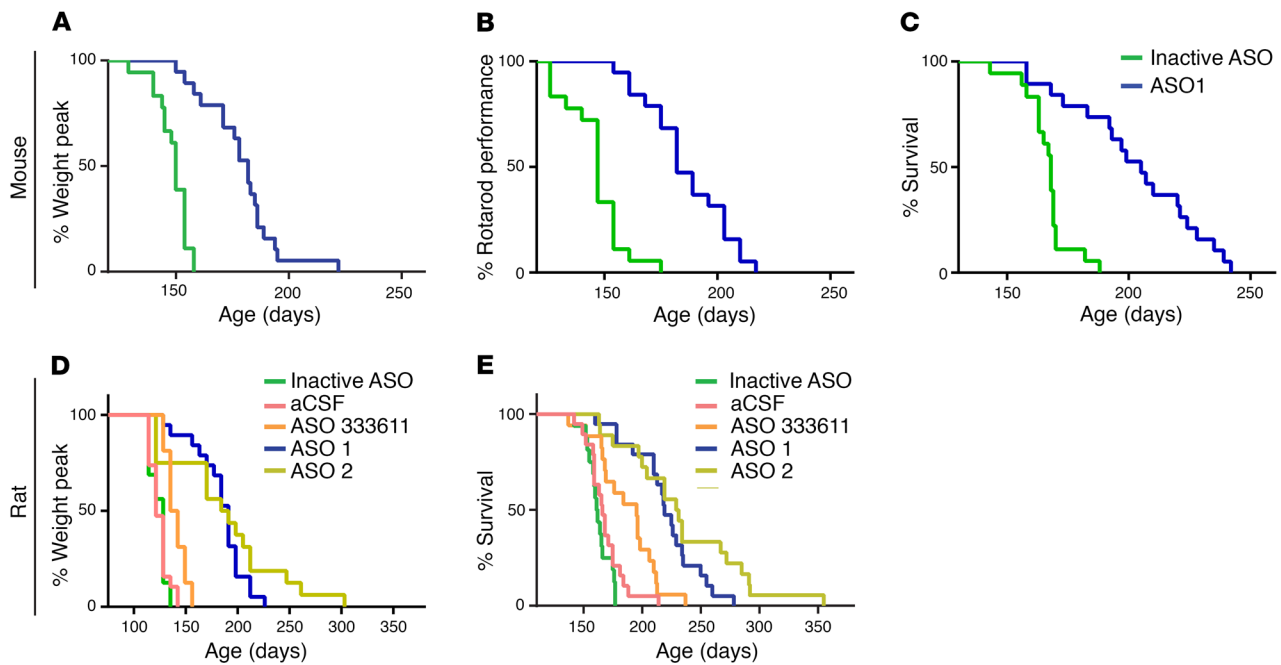 A
B
C
Mouse
% Weight peak
100
50
0
150
200
250
Age (days)
% Rotarod performance
100
50
0
150
200
250
Age (days)
% Survival
100
50
0
150
200
250
Age (days)
Inactive ASO
ASO1
D
E
Rat
% Weight peak
100
50
0
100
150
200
250
300
350
Age (days)
Inactive ASO
aCSF
ASO 333611
ASO 1
ASO 2
% Survival
100
50
0
150
200
250
300
350
Age (days)
Inactive ASO
aCSF
ASO 333611
ASO 1
ASO 2